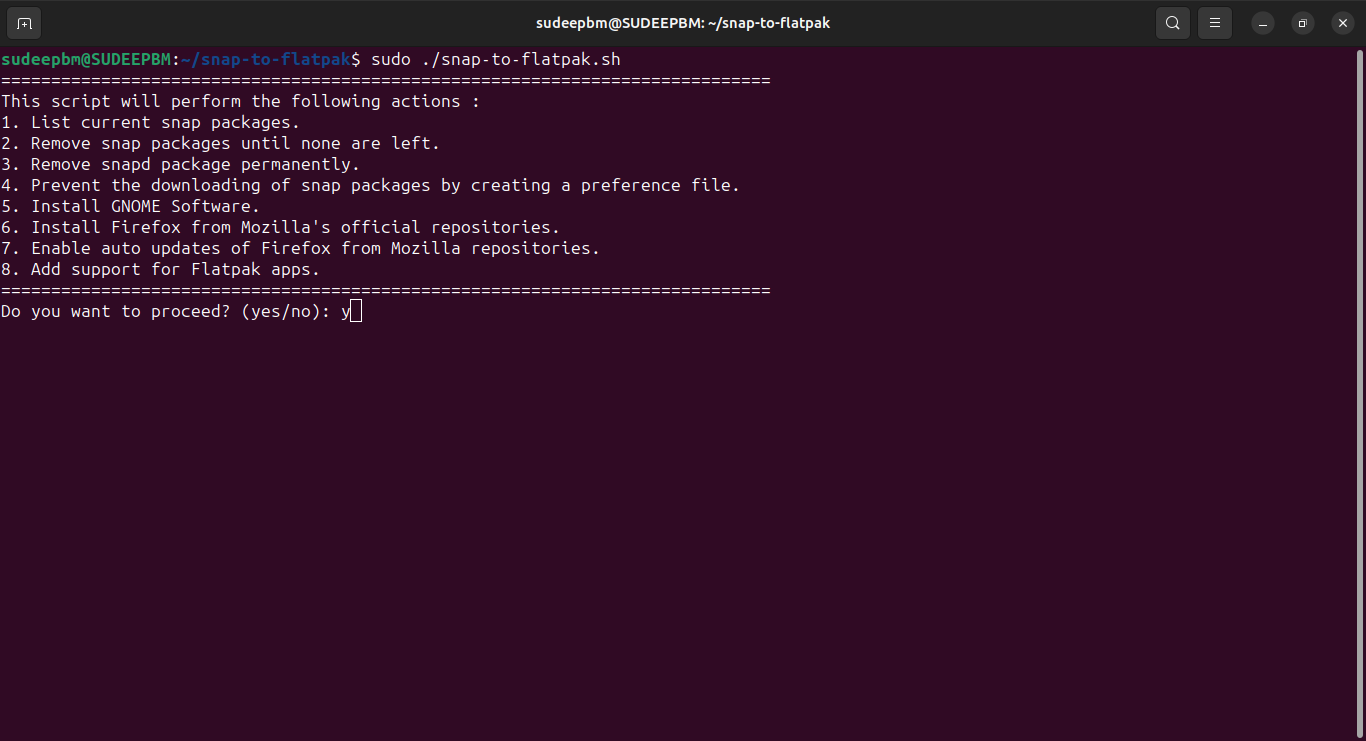 sudeepbm@SUDEEPBM: ~/snap-to-flatpak
sudeepbm@SUDEEPBM:~/snap-to-flatpak$ sudo ./snap-to-flatpak.sh
=============================================================================
This script will perform the following actions :
1. List current snap packages.
2. Remove snap packages until none are left.
3. Remove snapd package permanently.
4. Prevent the downloading of snap packages by creating a preference file.
5. Install GNOME Software.
6. Install Firefox from Mozilla's official repositories.
7. Enable auto updates of Firefox from Mozilla repositories.
8. Add support for Flatpak apps.
=============================================================================
Do you want to proceed? (yes/no): y